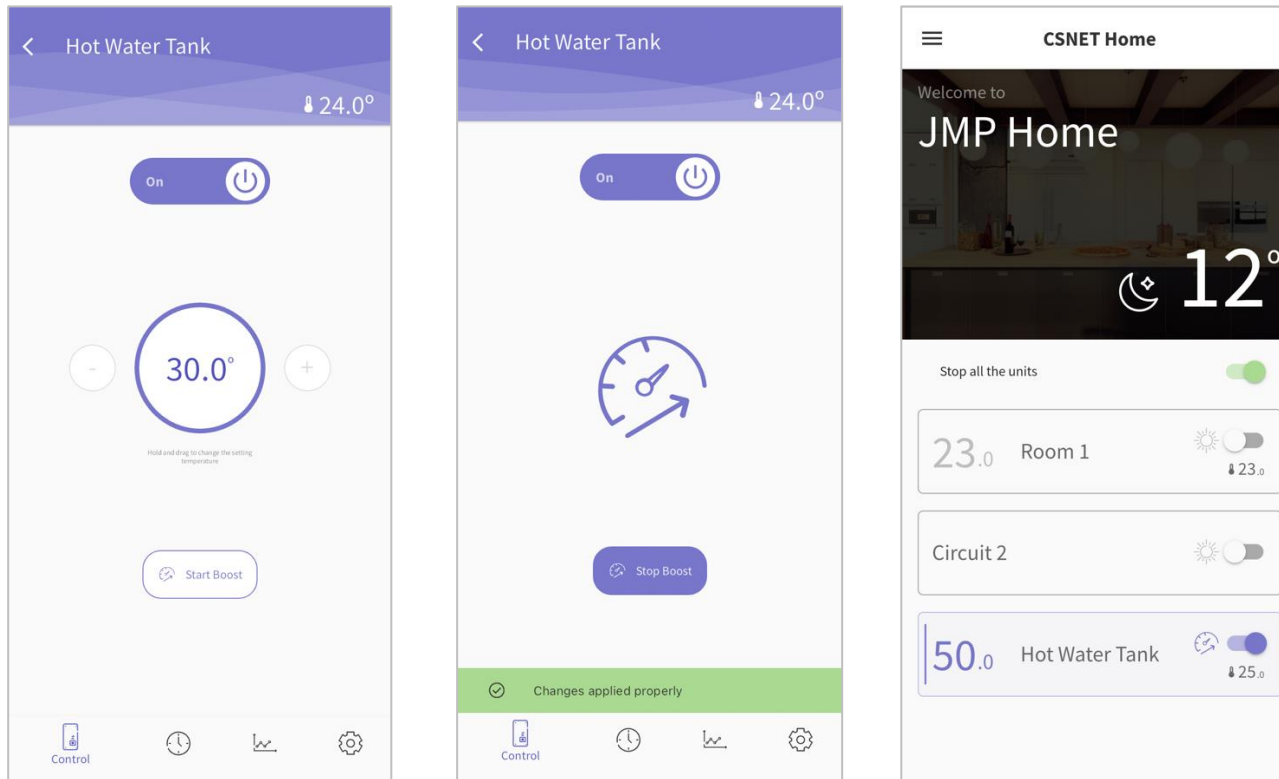 Hot Water Tank
24.0°
On
-
30.0°
+
Hold and drag to change the setting
temperature
Start Boost
Control
Hot Water Tank
24.0°
On
Stop Boost
Changes applied properly
Control
CSNET Home
Welcome to
JMP Home
12°
Stop all the units
23.0 Room 1
23.0
Circuit 2
50.0 Hot Water Tank
25.0